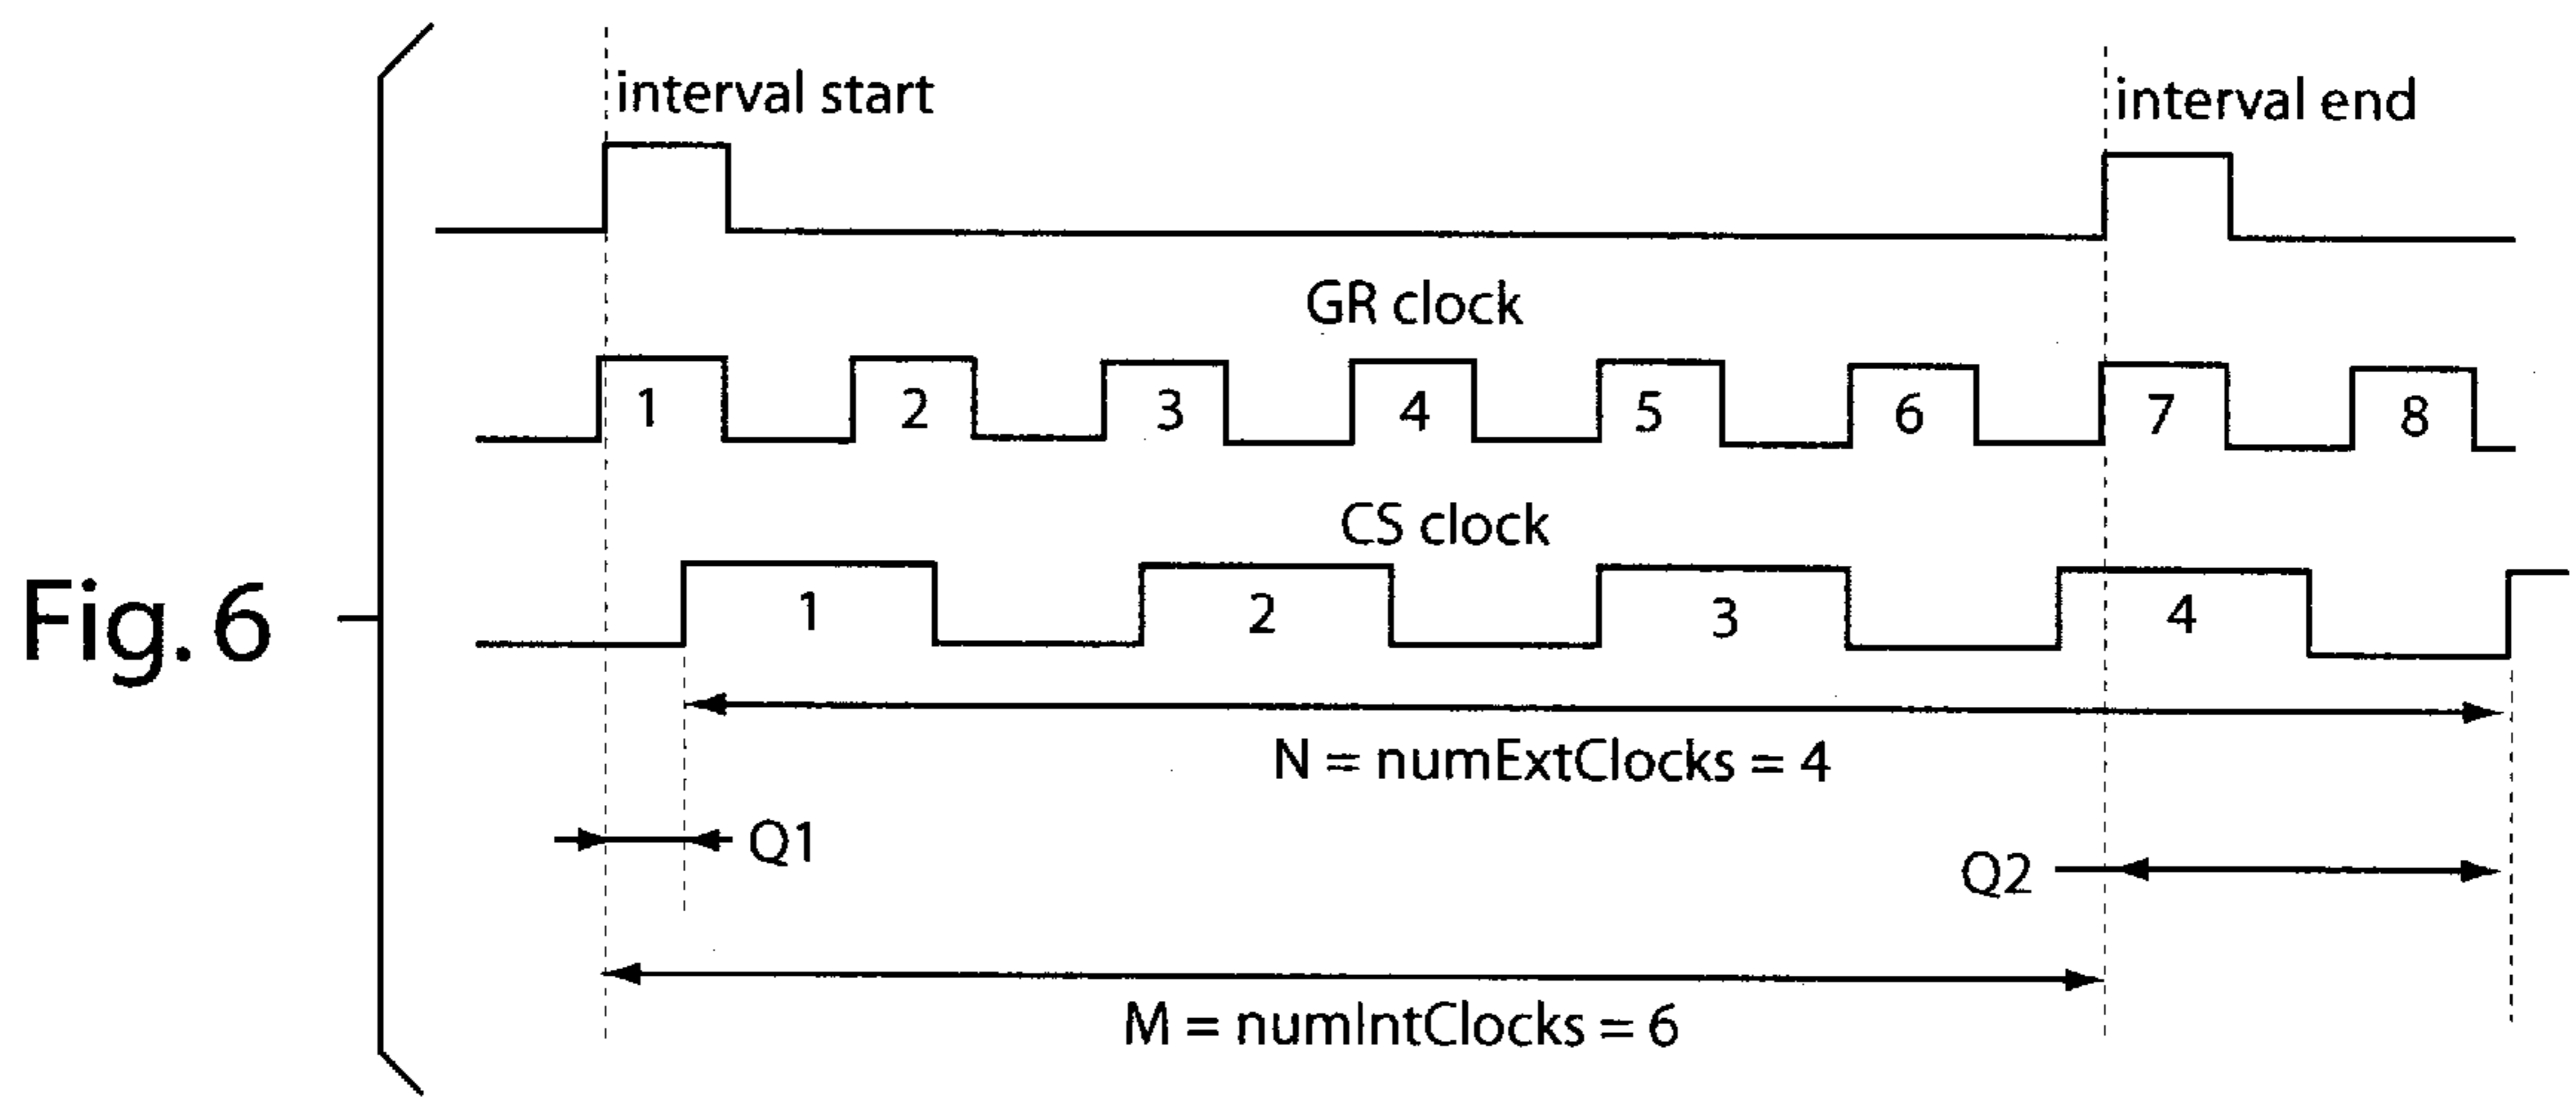 interval start
interval end
GR clock
1 2 3 4 5 6 7 8
CS clock
1 2 3 4
Fig. 6
N = numExtClocks = 4
Q1
Q2
M = numIntClocks = 6